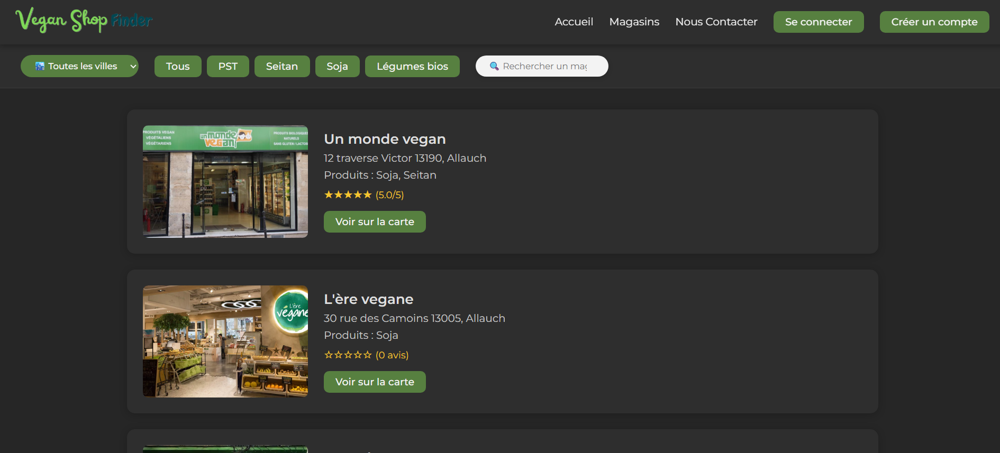 Vegan Shop Finder
Accueil
Magasins
Nous Contacter
Se connecter
Créer un compte
Toutes les villes
Tous
PST
Seitan
Soja
Légumes bios
Rechercher un mag
PRODUITS VEGAN
VÉGÉTALIENS
VÉGÉTARIENS
un monde
vegan
PRODUITS BIOLOGIQUES
NATURELS
SANS GLUTEN / LACTOS
Un monde vegan
12 traverse Victor 13190, Allauch
Produits : Soja, Seitan
★★★★★ (5.0/5)
Voir sur la carte
L'ère
végane
L'ère vegane
30 rue des Camoins 13005, Allauch
Produits : Soja
☆☆☆☆☆ (0 avis)
Voir sur la carte